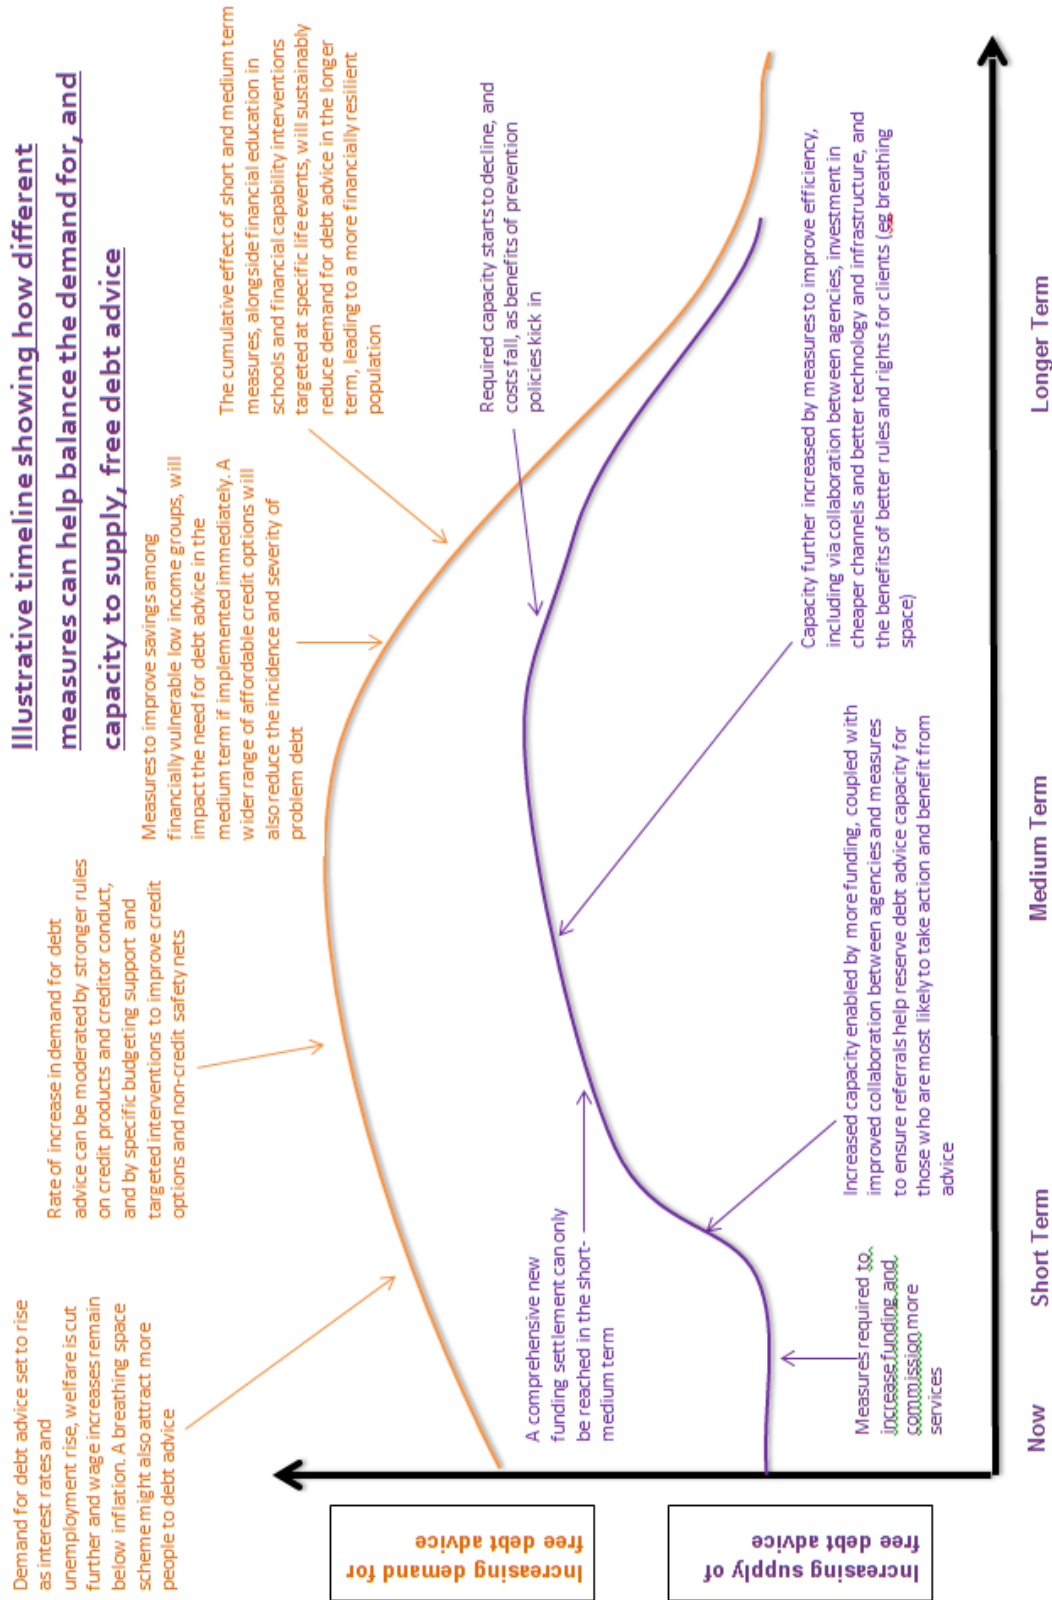 Illustrative timeline showing how different
measures can help balance the demand for, and
capacity to supply, free debt advice
Demand for debt advice set to rise
as interest rates and
unemployment rise, welfare is cut
further and wage increases remain
below inflation. A breathing space
scheme might also attract more
people to debt advice
Rate of increase in demand for debt
advice can be moderated by stronger rules
on credit products and creditor conduct,
and by specific budgeting support and
targeted interventions to improve credit
options and non-credit safety nets
Measures to improve savings among
financially vulnerable low income groups, will
impact the need for debt advice in the
medium term if implemented immediately. A
wider range of affordable credit options will
also reduce the incidence and severity of
problem debt
The cumulative effect of short and medium term
measures, alongside financial education in
schools and financial capability interventions
targeted at specific life events, will sustainably
reduce demand for debt advice in the longer
term, leading to a more financially resilient
population
Increasing demand for
free debt advice
A comprehensive new
funding settlement can only
be reached in the short-
medium term
Required capacity starts to decline, and
costs fall, as benefits of prevention
policies kick in
Increasing supply of
free debt advice
Measures required to
increase funding and
commission more
services
Increased capacity enabled by more funding, coupled with
improved collaboration between agencies and measures
to ensure referrals help reserve debt advice capacity for
those who are most likely to take action and benefit from
advice
Capacity further increased by measures to improve efficiency,
including via collaboration between agencies, investment in
cheaper channels and better technology and infrastructure, and
the benefits of better rules and rights for clients (eg breathing
space)
Now
Short Term
Medium Term
Longer Term